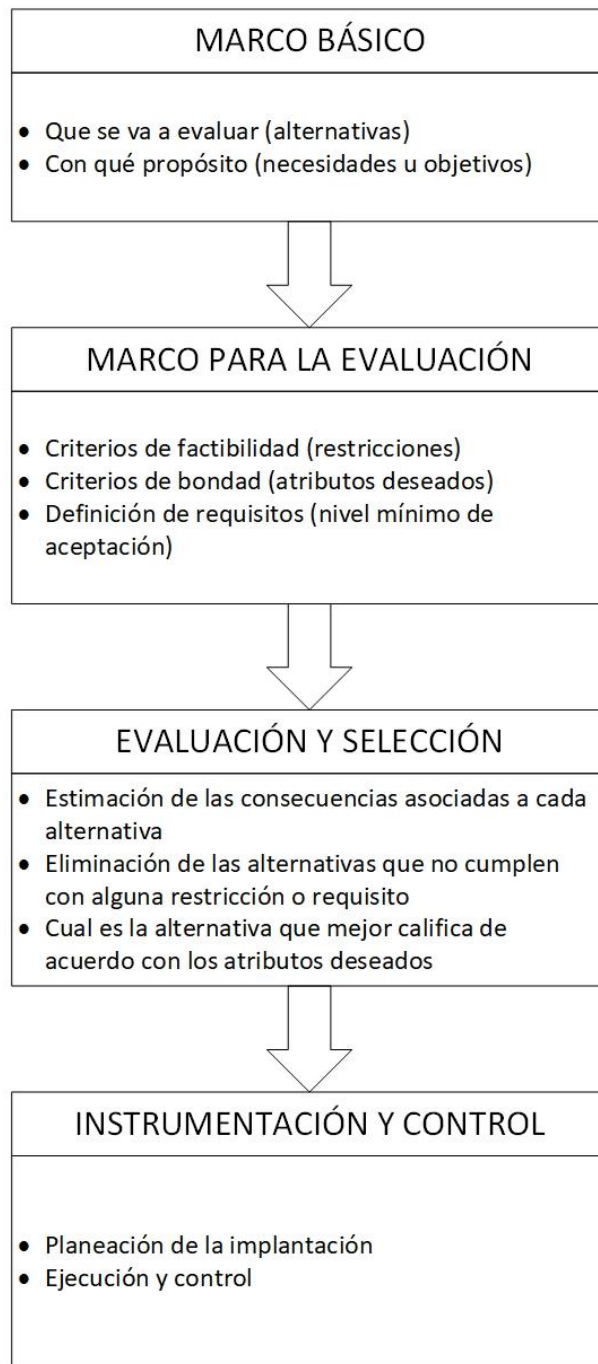 MARCO BÁSICO
• Que se va a evaluar (alternativas)
• Con qué propósito (necesidades u objetivos)
MARCO PARA LA EVALUACIÓN
• Criterios de factibilidad (restricciones)
• Criterios de bondad (atributos deseados)
• Definición de requisitos (nivel mínimo de
aceptación)
EVALUACIÓN Y SELECCIÓN
• Estimación de las consecuencias asociadas a cada
alternativa
• Eliminación de las alternativas que no cumplen
con alguna restricción o requisito
• Cual es la alternativa que mejor califica de
acuerdo con los atributos deseados
INSTRUMENTACIÓN Y CONTROL
• Planeación de la implantación
• Ejecución y control